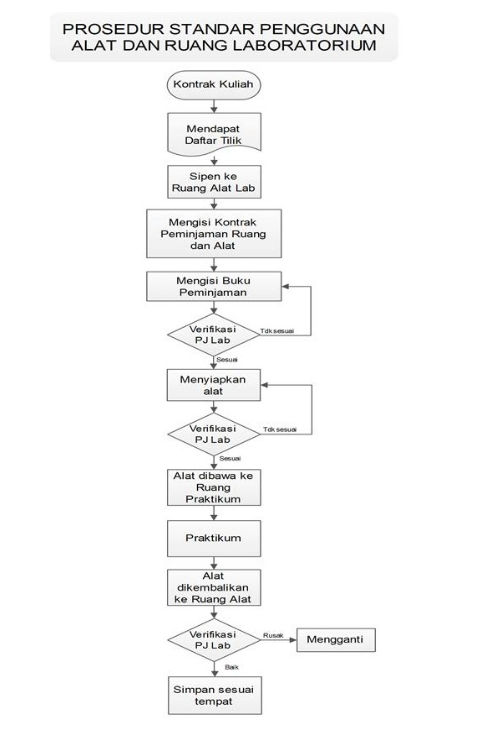 PROSEDUR STANDAR PENGGUNAAN
ALAT DAN RUANG LABORATORIUM
Kontrak Kuliah
Mendapat
Daftar Tilik
Sipen ke
Ruang Alat Lab
Mengisi Kontrak
Peminjaman Ruang
dan Alat
Mengisi Buku
Peminjaman
Verifikasi
PJ Lab
Tdk sesuai
Sesuai
Menyiapkan
alat
Verifikasi
PJ Lab
Tdk sesuai
Sesuai
Alat dibawa ke
Ruang
Praktikum
Praktikum
Alat
dikembalikan
ke Ruang Alat
Verifikasi
PJ Lab
Rusak
Mengganti
Baik
Simpan sesuai
tempat